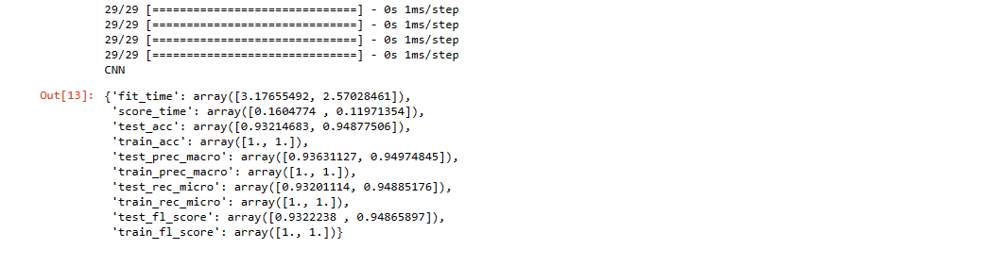 29/29 [==============================] - 0s 1ms/step
29/29 [==============================] - 0s 1ms/step
29/29 [==============================] - 0s 1ms/step
29/29 [==============================] - 0s 1ms/step
CNN
Out[13]: {'fit_time': array([3.17655492, 2.57028461]),
'score_time': array([0.1604774 , 0.11971354]),
'test_acc': array([0.93214683, 0.94877506]),
'train_acc': array([1., 1.]),
'test_prec_macro': array([0.93631127, 0.94974845]),
'train_prec_macro': array([1., 1.]),
'test_rec_micro': array([0.93201114, 0.94885176]),
'train_rec_micro': array([1., 1.]),
'test_fl_score': array([0.9322238 , 0.94865897]),
'train_fl_score': array([1., 1.])}